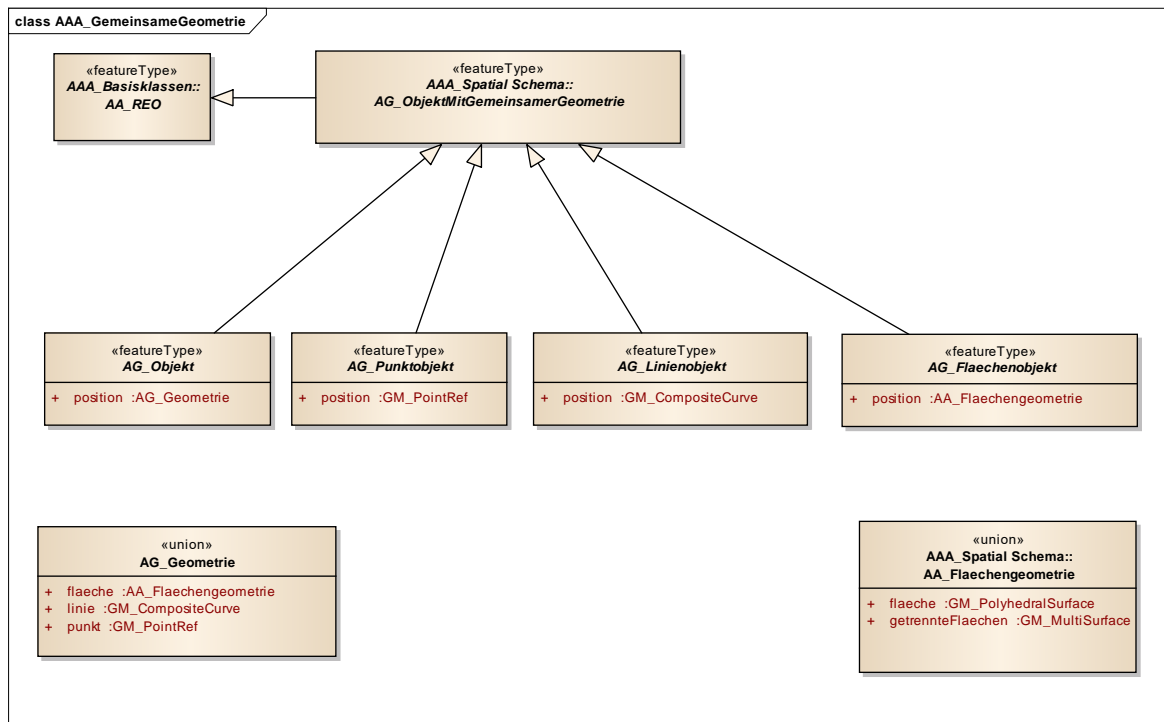 class AAA_GemeinsameGeometrie
«featureType»
AAA_Basisklassen::
AA_REO
«featureType»
AAA_Spatial Schema::
AG_ObjektMitGemeinsamerGeometrie
«featureType»
AG_Objekt
+ position :AG_Geometrie
«featureType»
AG_Punktobjekt
+ position :GM_PointRef
«featureType»
AG_Linienobjekt
+ position :GM_CompositeCurve
«featureType»
AG_Flaechenobjekt
+ position :AA_Flaechengeometrie
«union»
AG_Geometrie
+ flaeche :AA_Flaechengeometrie
+ linie :GM_CompositeCurve
+ punkt :GM_PointRef
«union»
AAA_Spatial Schema::
AA_Flaechengeometrie
+ flaeche :GM_PolyhedralSurface
+ getrennteFlaechen :GM_MultiSurface